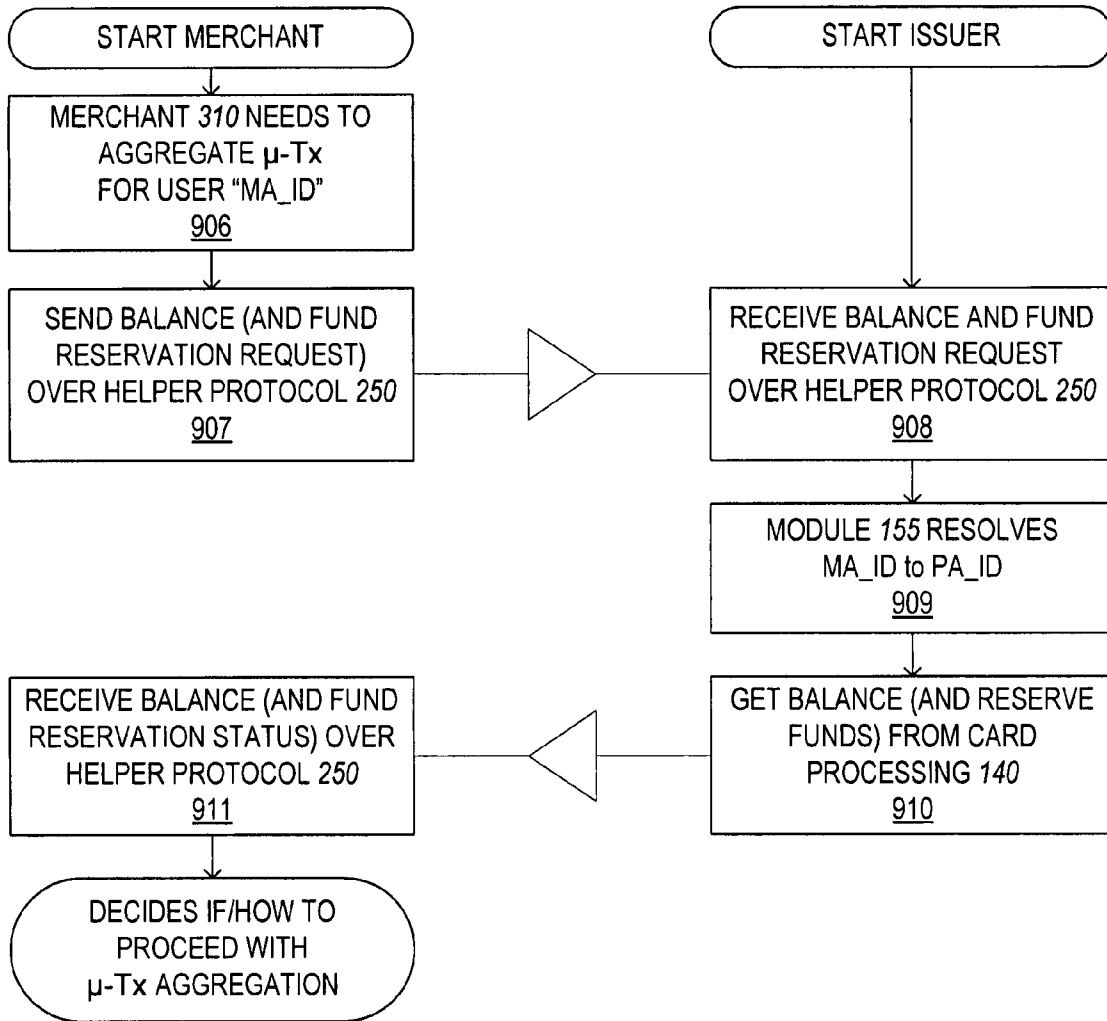 START MERCHANT
START ISSUER
MERCHANT 310 NEEDS TO
AGGREGATE μ-Tx
FOR USER “MA_ID”
906
SEND BALANCE (AND FUND
RESERVATION REQUEST)
OVER HELPER PROTOCOL 250
907
RECEIVE BALANCE AND FUND
RESERVATION REQUEST
OVER HELPER PROTOCOL 250
908
MODULE 155 RESOLVES
MA_ID to PA_ID
909
GET BALANCE (AND RESERVE
FUNDS) FROM CARD
PROCESSING 140
910
RECEIVE BALANCE (AND FUND
RESERVATION STATUS) OVER
HELPER PROTOCOL 250
911
DECIDES IF/HOW TO
PROCEED WITH
μ-Tx AGGREGATION